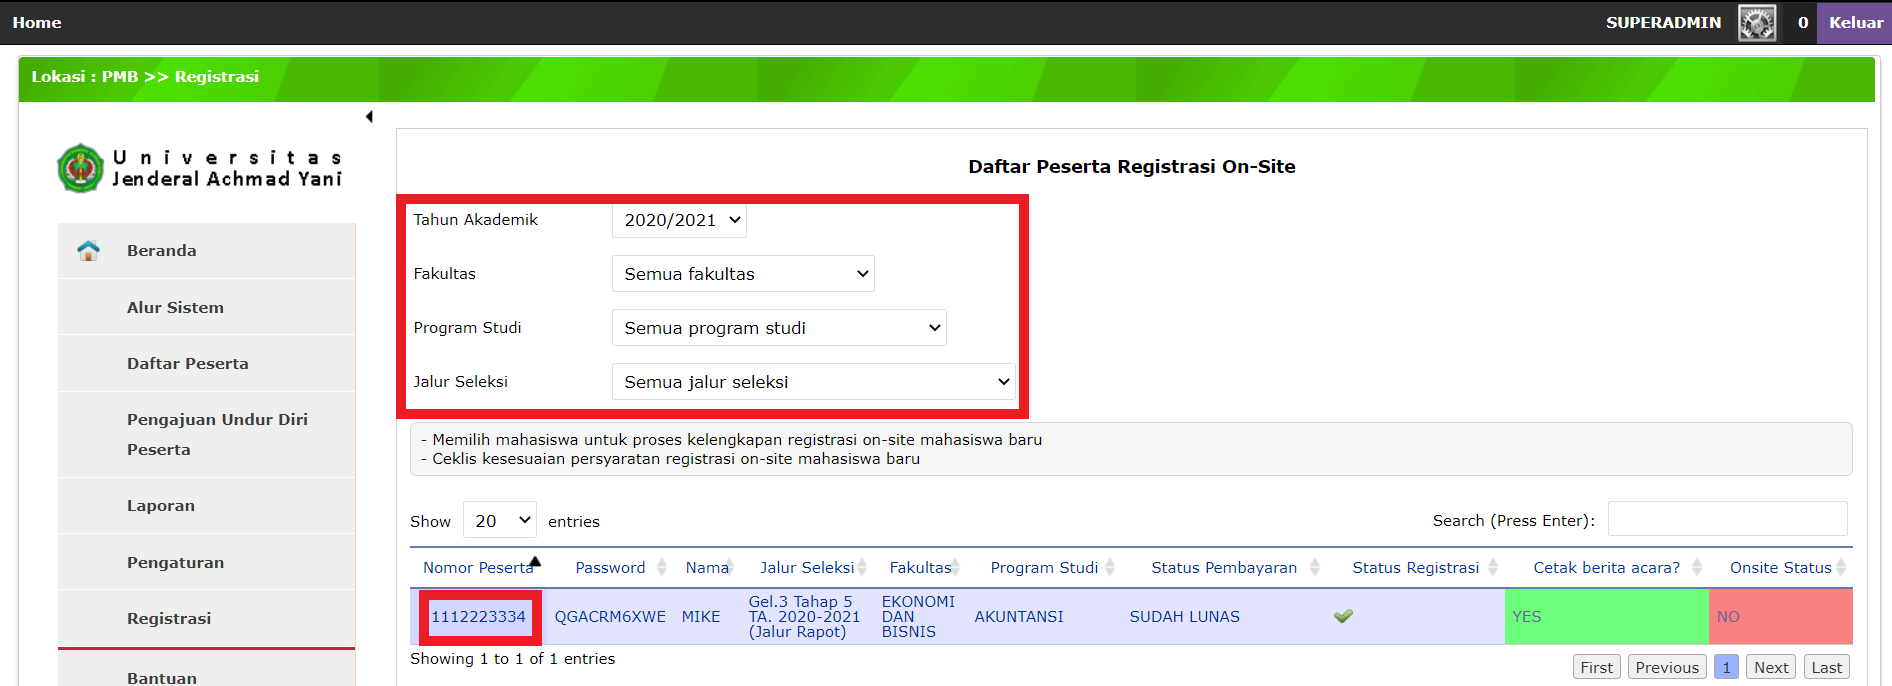 Home
SUPERADMIN 0 Keluar
Lokasi : PMB >> Registrasi
Universitas
Jenderal Achmad Yani
Beranda
Alur Sistem
Daftar Peserta
Pengajuan Undur Diri
Peserta
Laporan
Pengaturan
Registrasi
Bantuan
Daftar Peserta Registrasi On-Site
Tahun Akademik 2020/2021
Fakultas Semua fakultas
Program Studi Semua program studi
Jalur Seleksi Semua jalur seleksi
- Memilih mahasiswa untuk proses kelengkapan registrasi on-site mahasiswa baru
- Ceklis kesesuaian persyaratan registrasi on-site mahasiswa baru
Show 20 entries
Search (Press Enter):
Nomor Peserta Password Nama Jalur Seleksi Fakultas Program Studi Status Pembayaran Status Registrasi Cetak berita acara? Onsite Status
1112223334 QGACRM6XWE MIKE Gel.3 Tahap 5 TA. 2020-2021 (Jalur Rapot) EKONOMI DAN BISNIS AKUNTANSI SUDAH LUNAS YES NO
Showing 1 to 1 of 1 entries
First Previous 1 Next Last